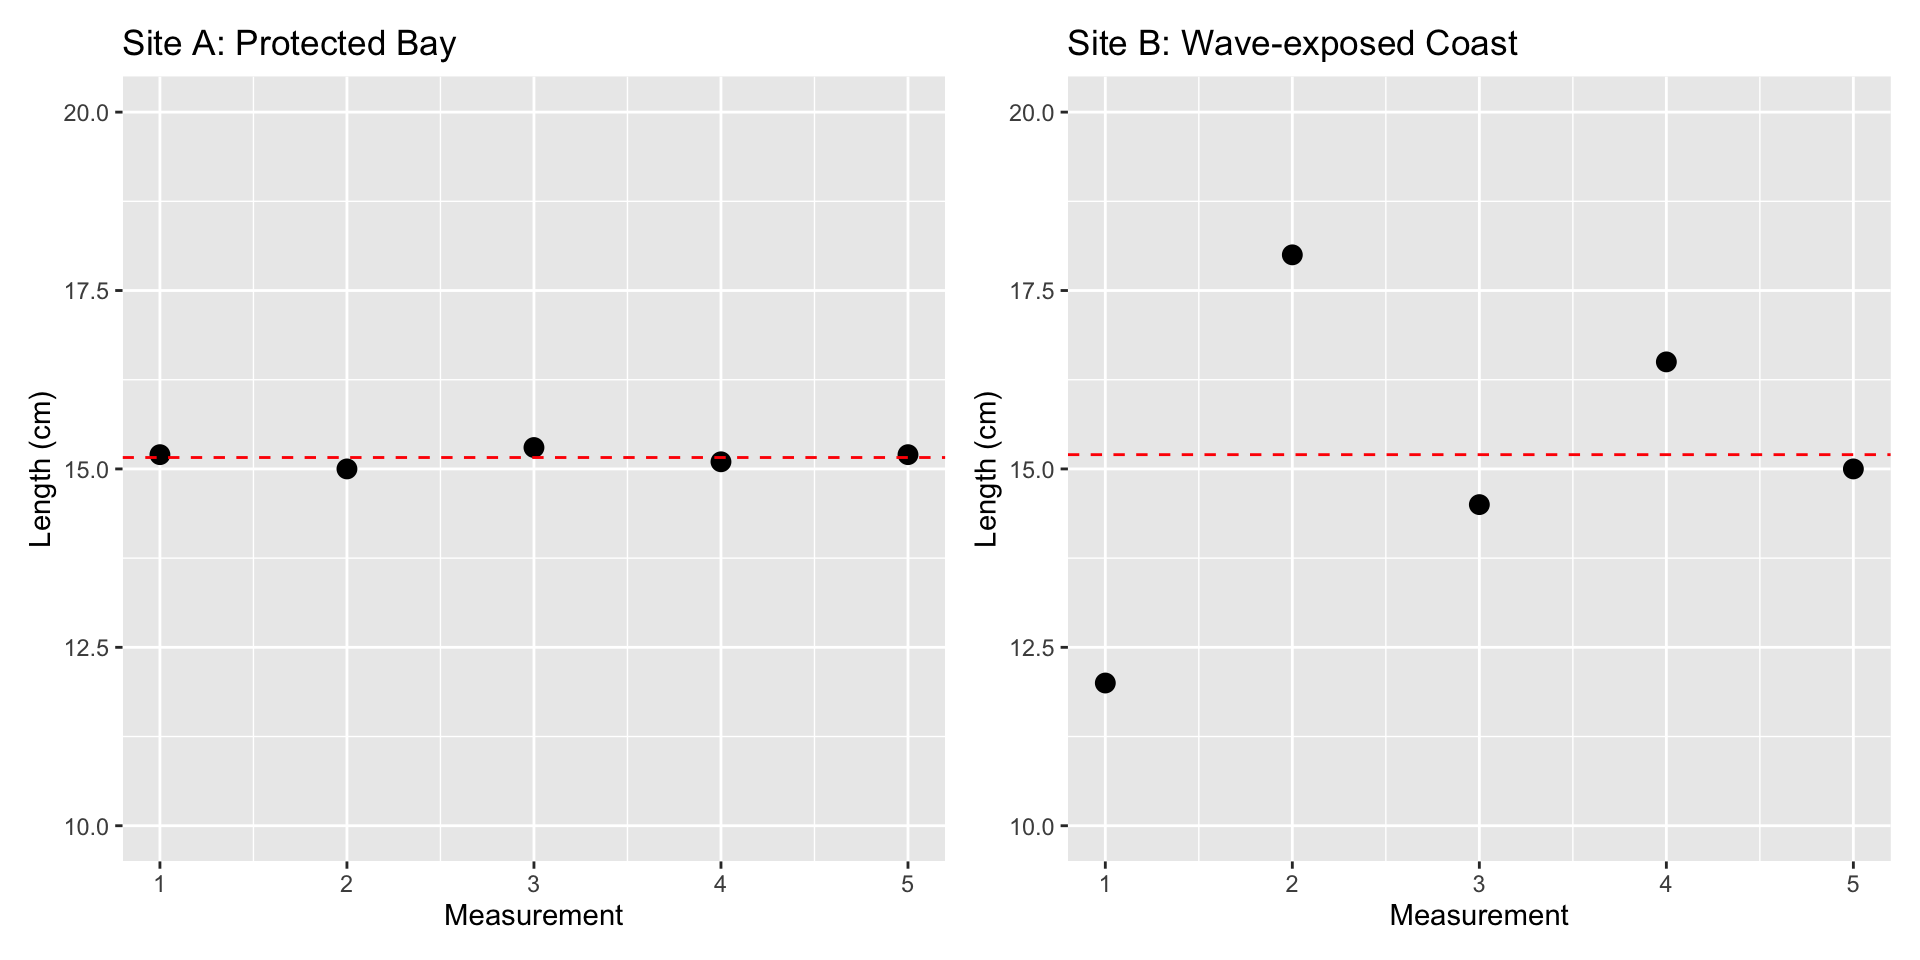 Site A: Protected Bay
20.0
17.5
15.0
12.5
10.0
Length (cm)
1 2 3 4 5
Measurement
Site B: Wave-exposed Coast
20.0
17.5
15.0
12.5
10.0
Length (cm)
1 2 3 4 5
Measurement